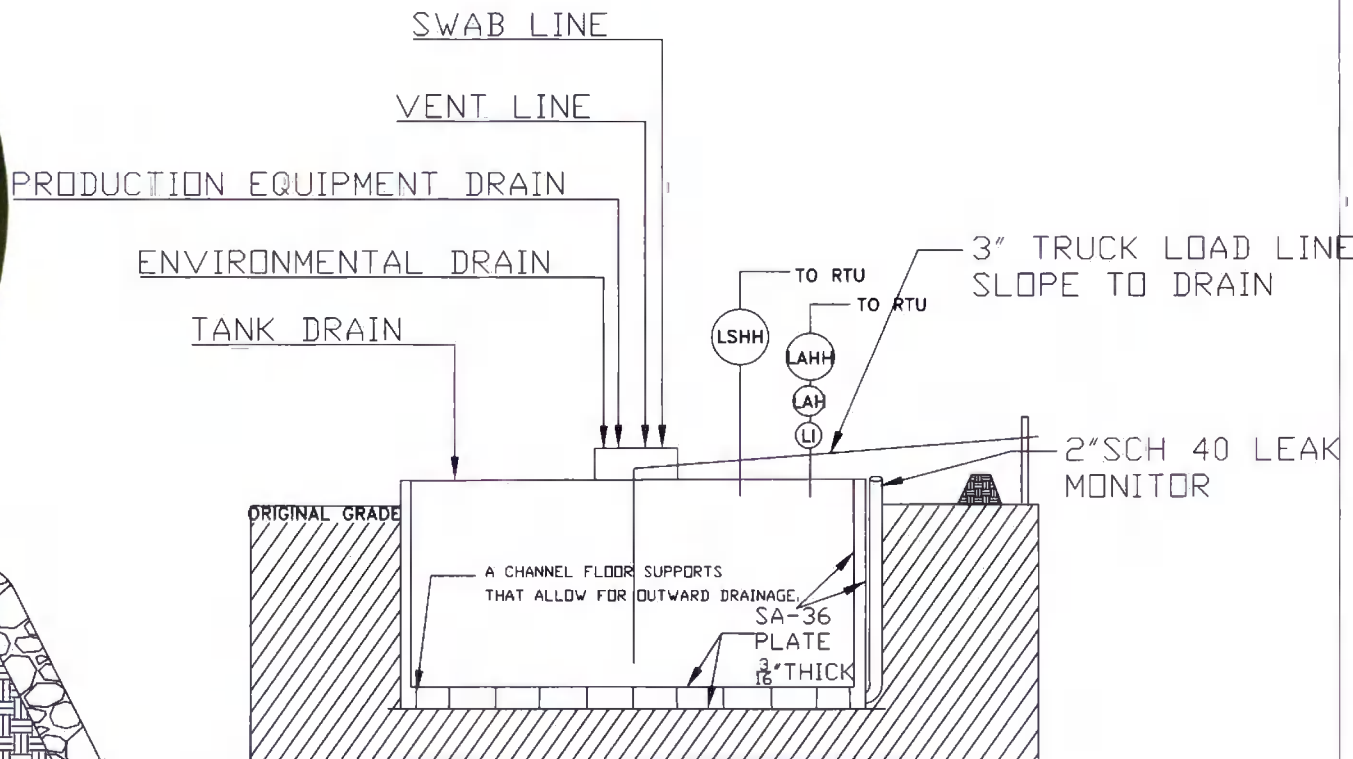 SWAB LINE
VENT LINE
PRODUCTION EQUIPMENT DRAIN
ENVIRONMENTAL DRAIN
TANK DRAIN
TO RTU
TO RTU
LSHH
LAHH
LAH
LI
3" TRUCK LOAD LINE
SLOPE TO DRAIN
2"SCH 40 LEAK
MONITOR
ORIGINAL GRADE
A CHANNEL FLOOR SUPPORTS
THAT ALLOW FOR OUTWARD DRAINAGE.
SA-36
PLATE
3/16"THICK